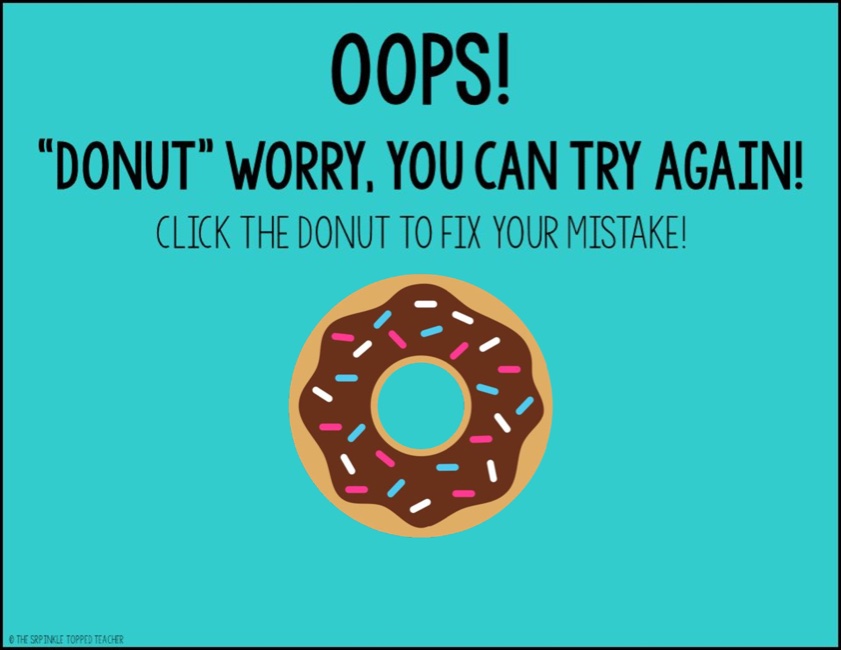 OOPS!
"DONUT" WORRY, YOU CAN TRY AGAIN!
CLICK THE DONUT TO FIX YOUR MISTAKE!
© THE SRPINKLE TOPPED TEACHER